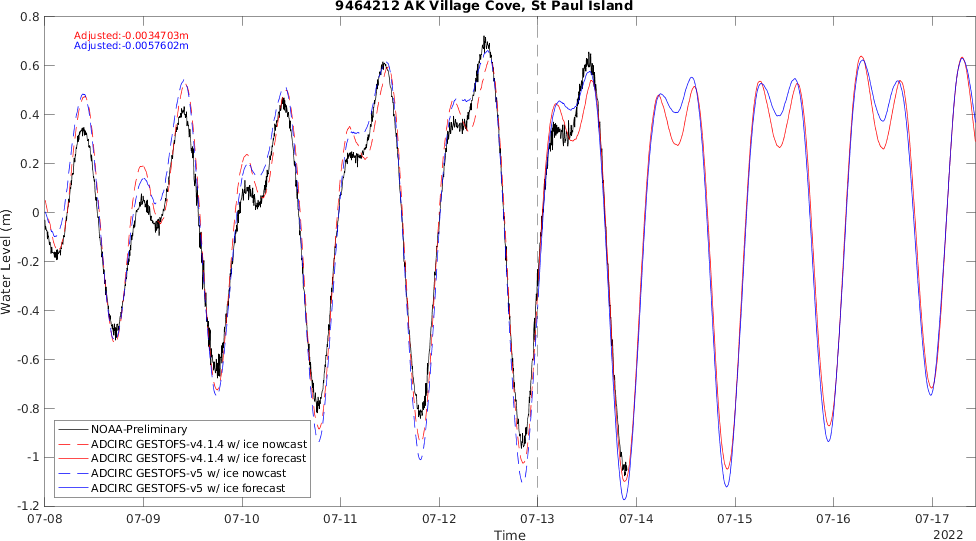 9464212 AK Village Cove, St Paul Island
Adjusted:-0.0034703m
Adjusted:-0.0057602m
Water Level (m)
0.8
0.6
0.4
0.2
0
-0.2
-0.4
-0.6
-0.8
-1
-1.2
NOAA-Preliminary
ADCIRC GESTOFS-v4.1.4 w/ ice nowcast
ADCIRC GESTOFS-v4.1.4 w/ ice forecast
ADCIRC GESTOFS-v5 w/ ice nowcast
ADCIRC GESTOFS-v5 w/ ice forecast
07-08 07-09 07-10 07-11 07-12 07-13 07-14 07-15 07-16 07-17
Time
2022